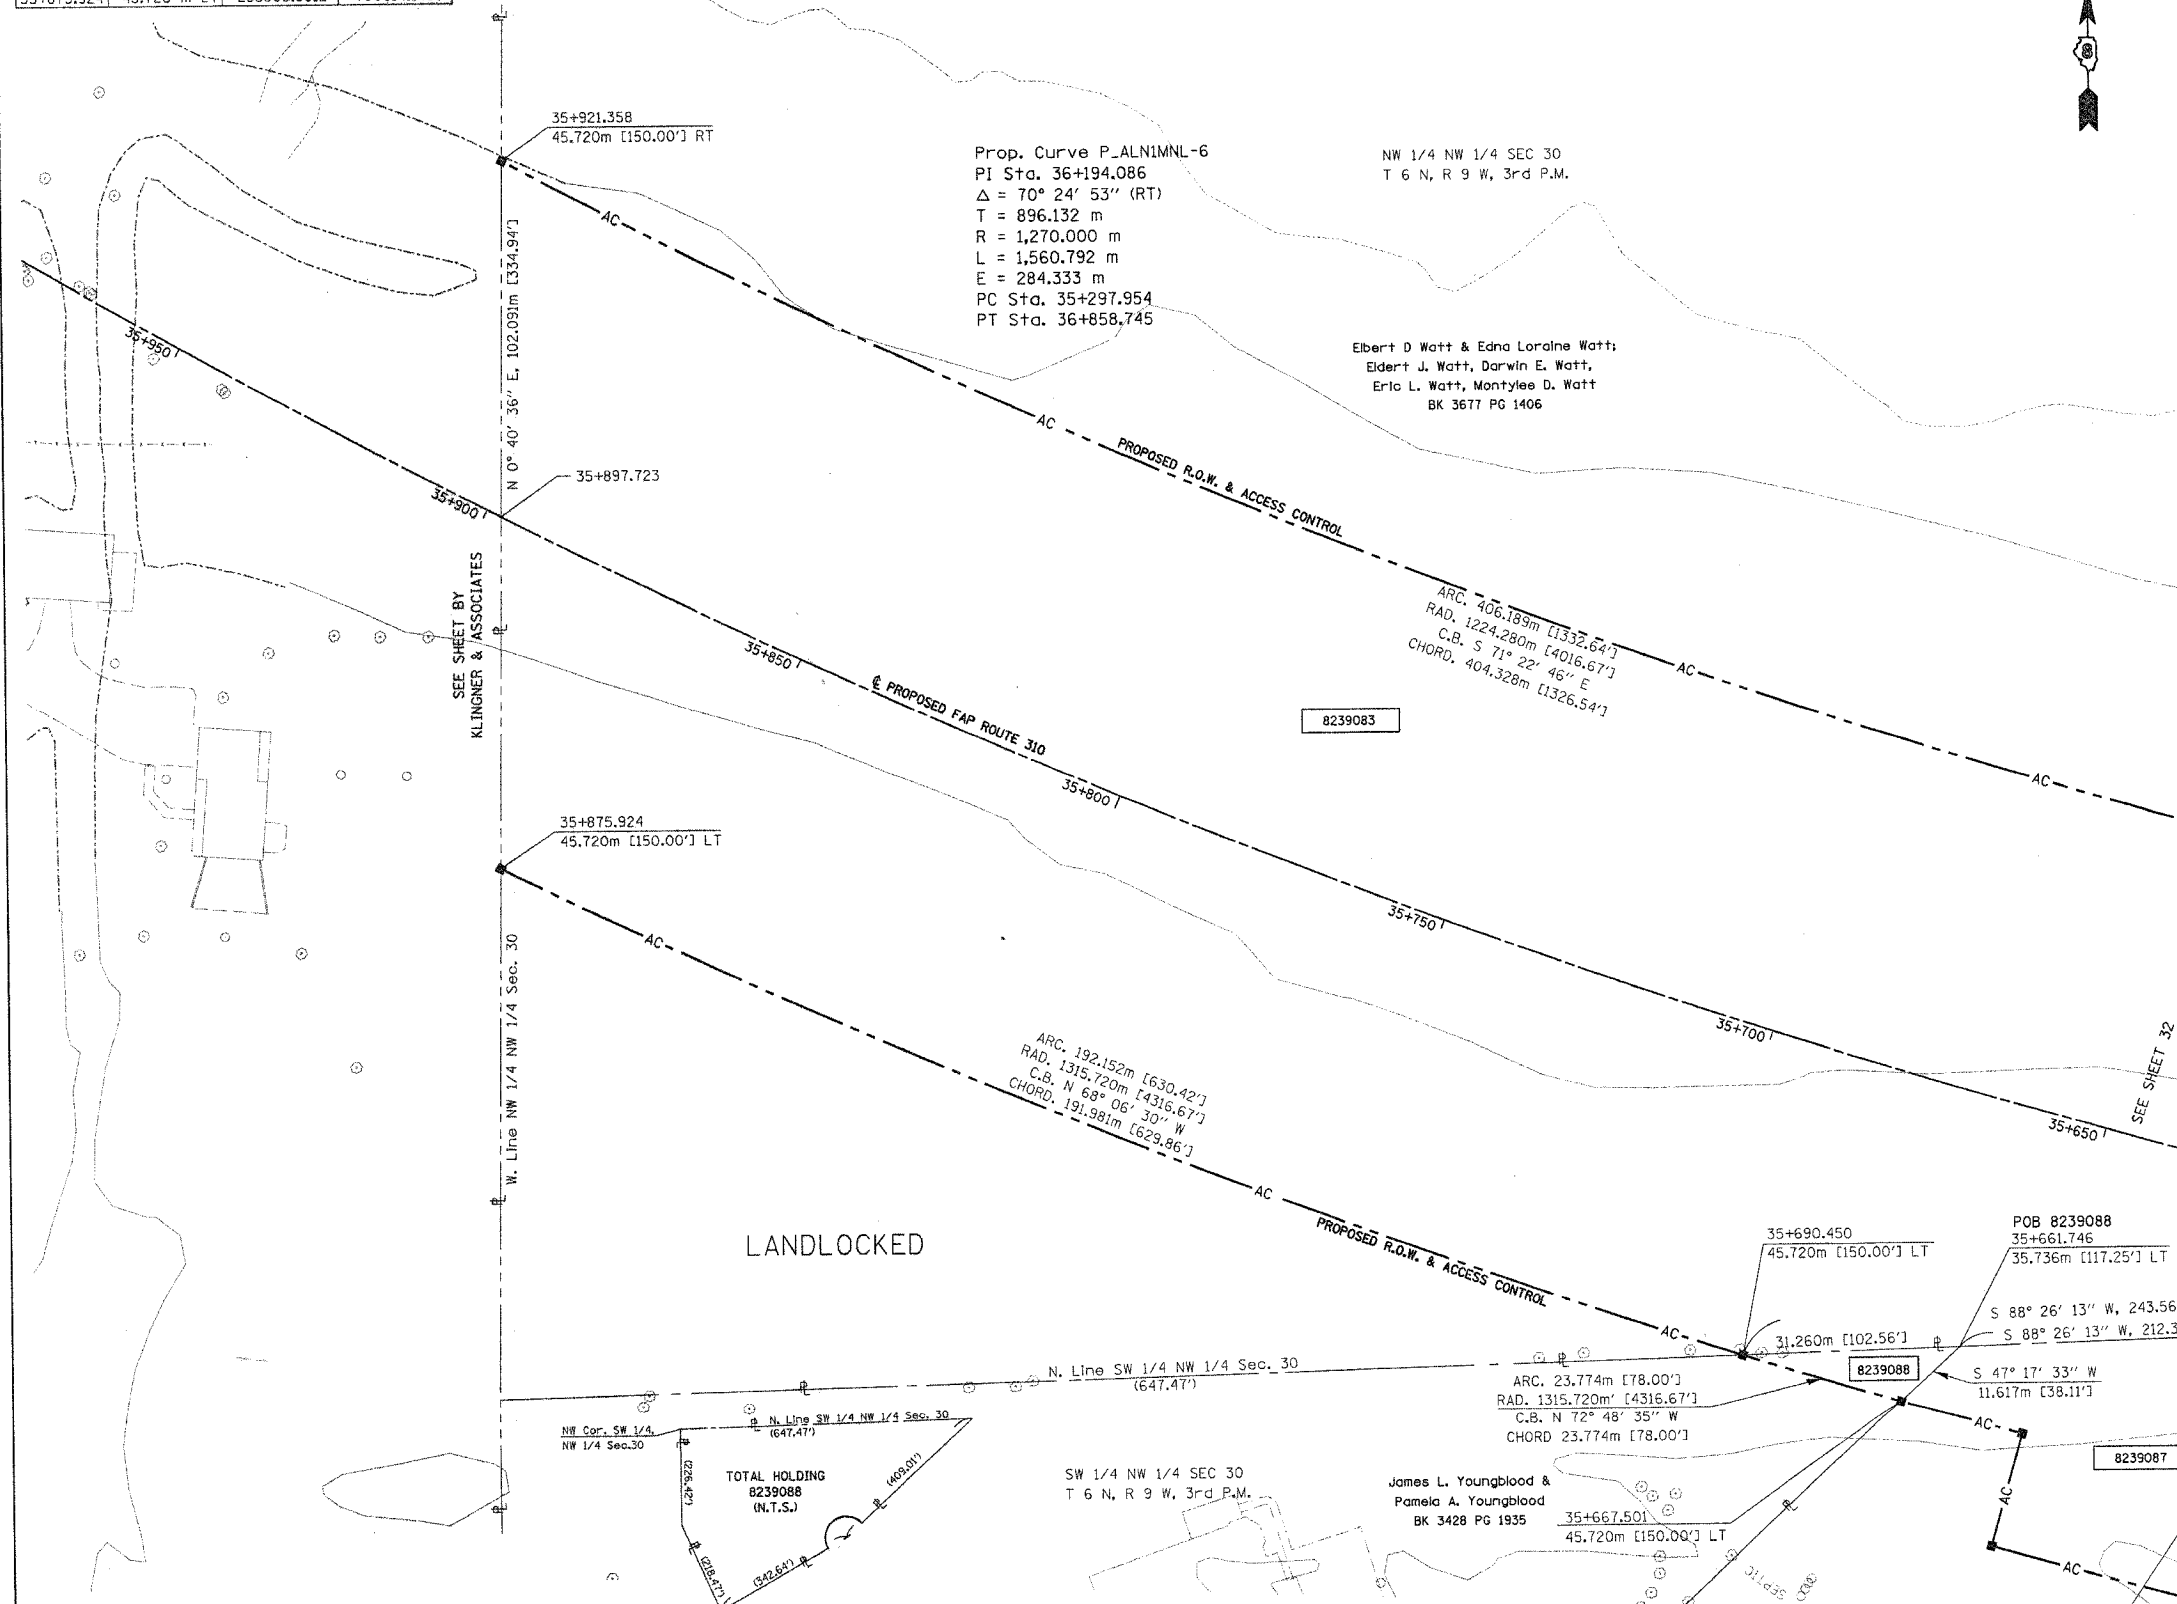 35+921.358
45.720m [150.00'] RT
Prop. Curve P_ALN1MNL-6
PI Sta. 36+194.086
Δ = 70° 24' 53'' (RT)
T = 896.132 m
R = 1,270.000 m
L = 1,560.792 m
E = 284.333 m
PC Sta. 35+297.954
PT Sta. 36+858.745
NW 1/4 NW 1/4 SEC 30
T 6 N, R 9 W, 3rd P.M.
8
Elbert D Watt & Edna Loraine Watt;
Eldert J. Watt, Darwin E. Watt,
Eric L. Watt, Montylee D. Watt
BK 3677 PG 1406
N 0° 40' 36'' E, 102.091m [334.94']
35+950
AC
AC
PROPOSED R.O.W. & ACCESS CONTROL
35+897.723
35+900
SEE SHEET BY
KLINGNER & ASSOCIATES
35+850
℄ PROPOSED FAP ROUTE 310
35+800
35+750
35+700
35+650
ARC. 406.189m [1332.64']
RAD. 1224.280m [4016.67']
C.B. S 71° 22' 46'' E
CHORD. 404.328m [1326.54']
AC
AC
8239083
35+875.924
45.720m [150.00'] LT
AC
W. Line NW 1/4 NW 1/4 Sec. 30
ARC. 192.152m [630.42']
RAD. 1315.720m [4316.67']
C.B. N 68° 06' 30'' W
CHORD. 191.981m [629.86']
SEE SHEET 32
AC
PROPOSED R.O.W. & ACCESS CONTROL
LANDLOCKED
35+690.450
45.720m [150.00'] LT
POB 8239088
35+661.746
35.736m [117.25'] LT
S 88° 26' 13'' W, 243.56
S 88° 26' 13'' W, 212.3
AC
31.260m [102.56']
8239088
S 47° 17' 33'' W
11.617m [38.11']
N. Line SW 1/4 NW 1/4 Sec. 30
(647.47')
ARC. 23.774m [78.00']
RAD. 1315.720m' [4316.67']
C.B. N 72° 48' 35'' W
CHORD 23.774m [78.00']
AC
NW Cor. SW 1/4,
NW 1/4 Sec.30
N. Line SW 1/4 NW 1/4 Sec. 30
(647.47')
(226.42')
TOTAL HOLDING
8239088
(N.T.S.)
(409.01')
(342.64')
(218.47')
SW 1/4 NW 1/4 SEC 30
T 6 N, R 9 W, 3rd P.M.
James L. Youngblood &
Pamela A. Youngblood
BK 3428 PG 1935
35+667.501
45.720m [150.00'] LT
8239087
AC
AC
SEPTIC